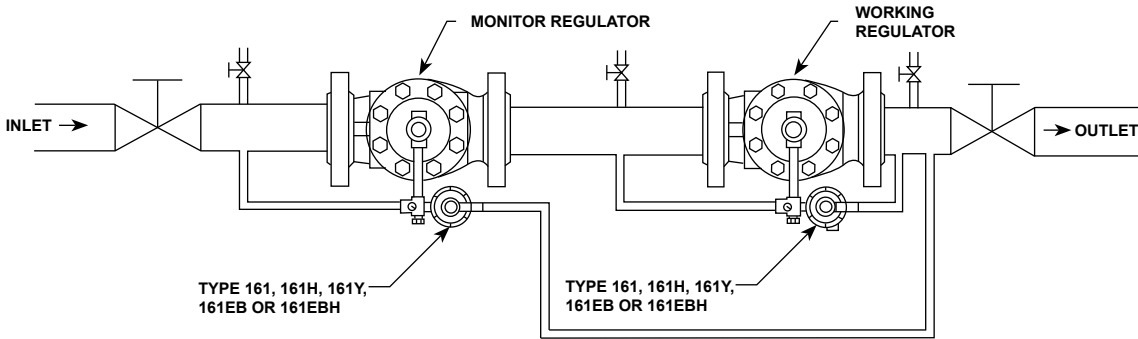 MONITOR REGULATOR
WORKING
REGULATOR
INLET
OUTLET
TYPE 161, 161H, 161Y,
161EB OR 161EBH
TYPE 161, 161H, 161Y,
161EB OR 161EBH